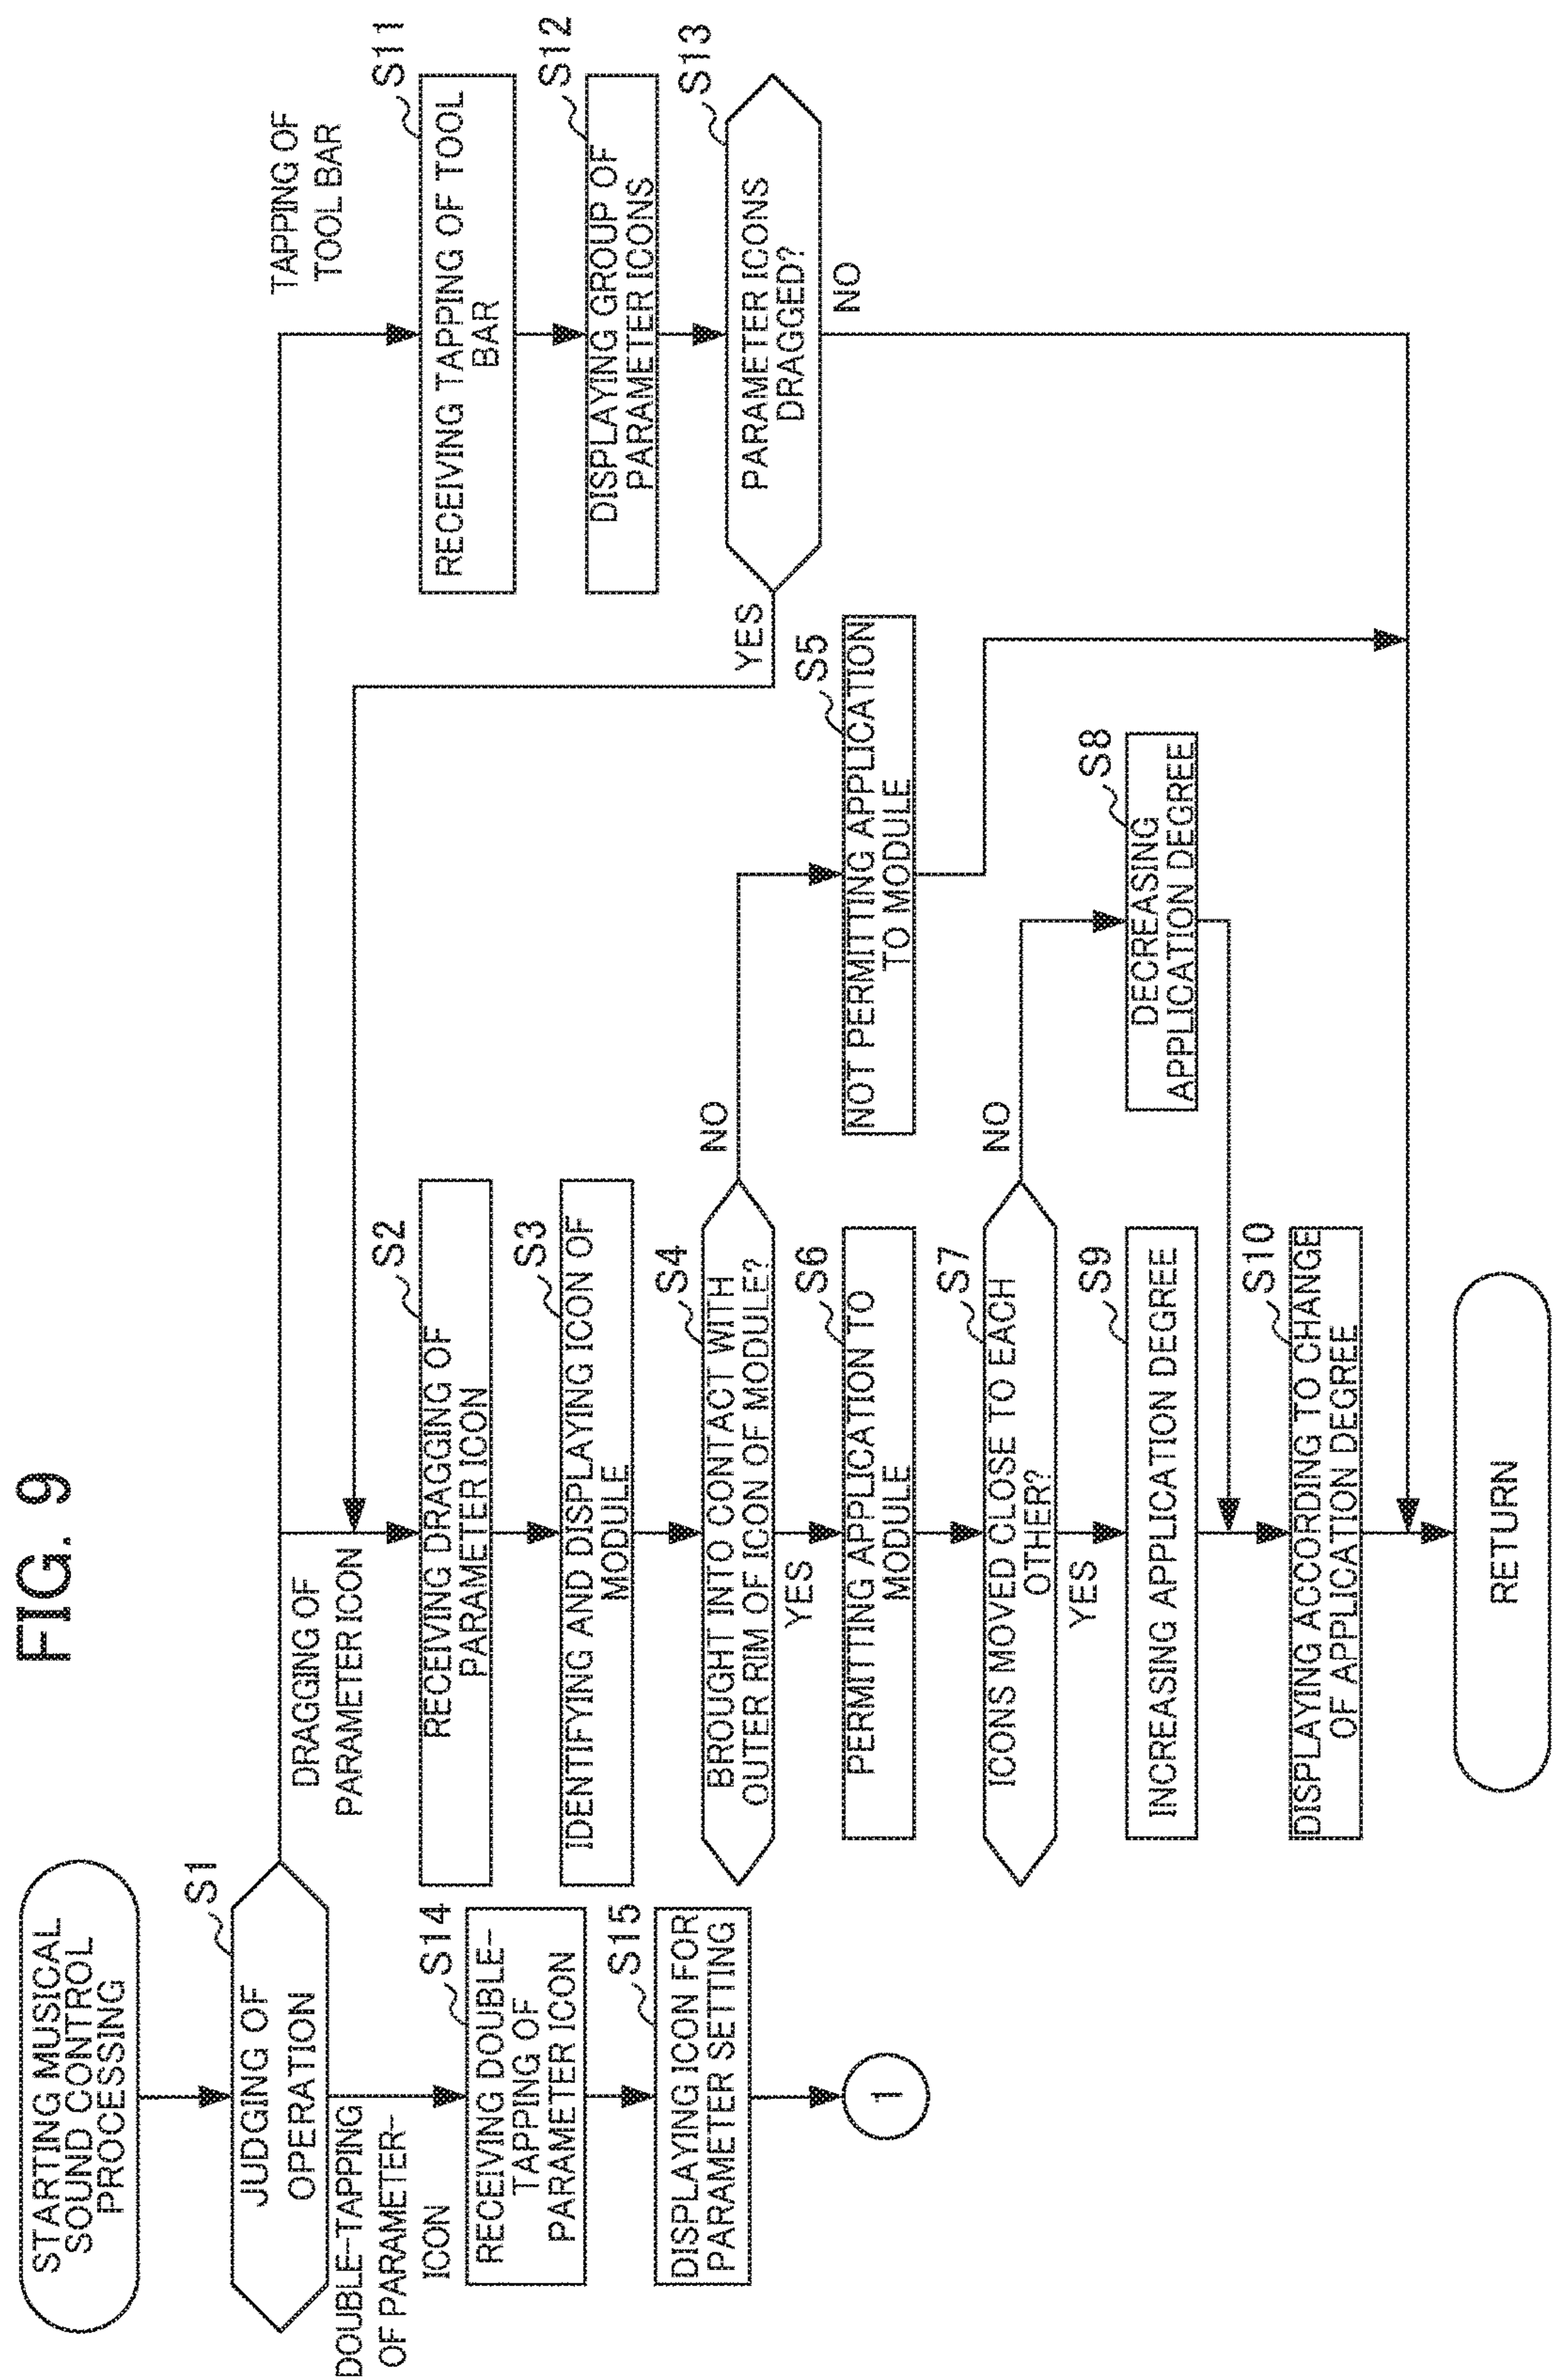 FIG. 9
STARTING MUSICAL
SOUND CONTROL
PROCESSING
S1
JUDGING OF
OPERATION
DOUBLE-TAPPING
OF PARAMETER-
ICON
S14
RECEIVING DOUBLE-
TAPPING OF
PARAMETER ICON
S15
DISPLAYING ICON FOR
PARAMETER SETTING
1
DRAGGING OF
PARAMETER ICON
S2
RECEIVING DRAGGING OF
PARAMETER ICON
S3
IDENTIFYING AND DISPLAYING ICON OF
MODULE
S4
BROUGHT INTO CONTACT WITH
OUTER RIM OF ICON OF MODULE?
NO
YES
S5
NOT PERMITTING APPLICATION
TO MODULE
S6
PERMITTING APPLICATION TO
MODULE
S7
ICONS MOVED CLOSE TO EACH
OTHER?
NO
YES
S8
DECREASING
APPLICATION DEGREE
S9
INCREASING APPLICATION DEGREE
S10
DISPLAYING ACCORDING TO CHANGE
OF APPLICATION DEGREE
TAPPING OF
TOOL BAR
S11
RECEIVING TAPPING OF TOOL
BAR
S12
DISPLAYING GROUP OF
PARAMETER ICONS
S13
PARAMETER ICONS
DRAGGED?
YES
NO
RETURN